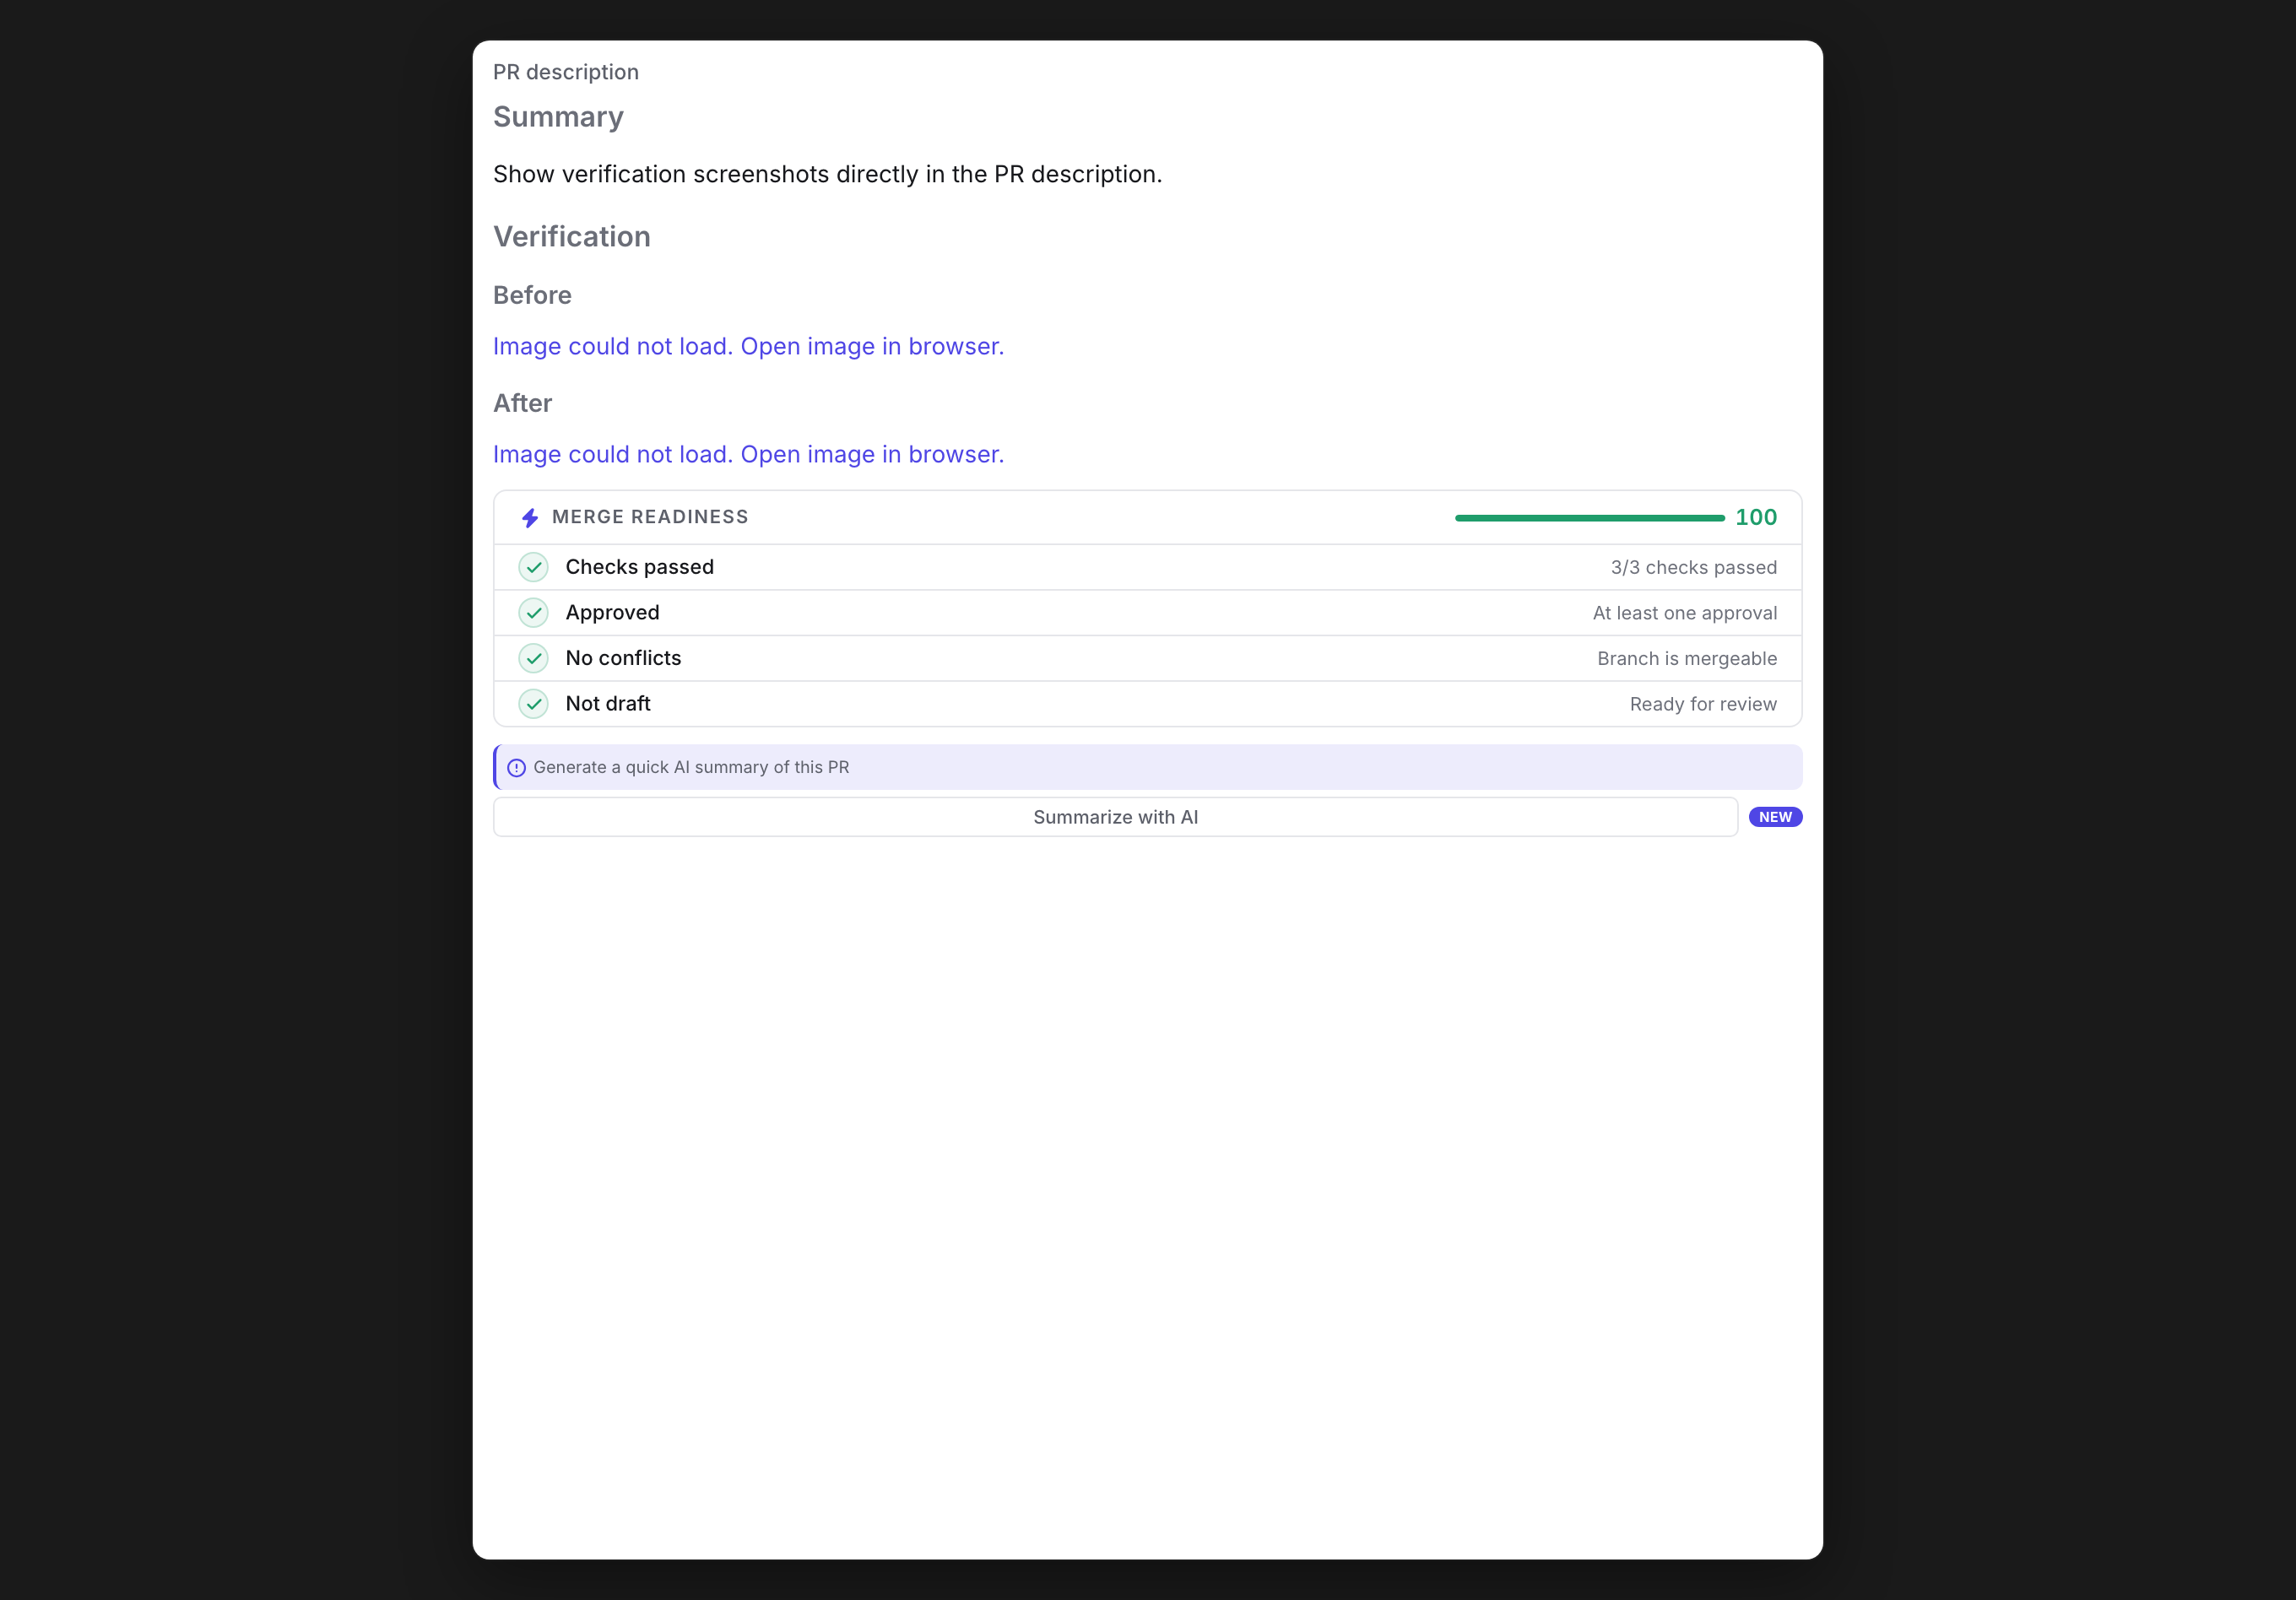 PR description
Summary
Show verification screenshots directly in the PR description.
Verification
Before
Image could not load. Open image in browser.
After
Image could not load. Open image in browser.
MERGE READINESS 100
Checks passed 3/3 checks passed
Approved At least one approval
No conflicts Branch is mergeable
Not draft Ready for review
Generate a quick AI summary of this PR
Summarize with AI NEW